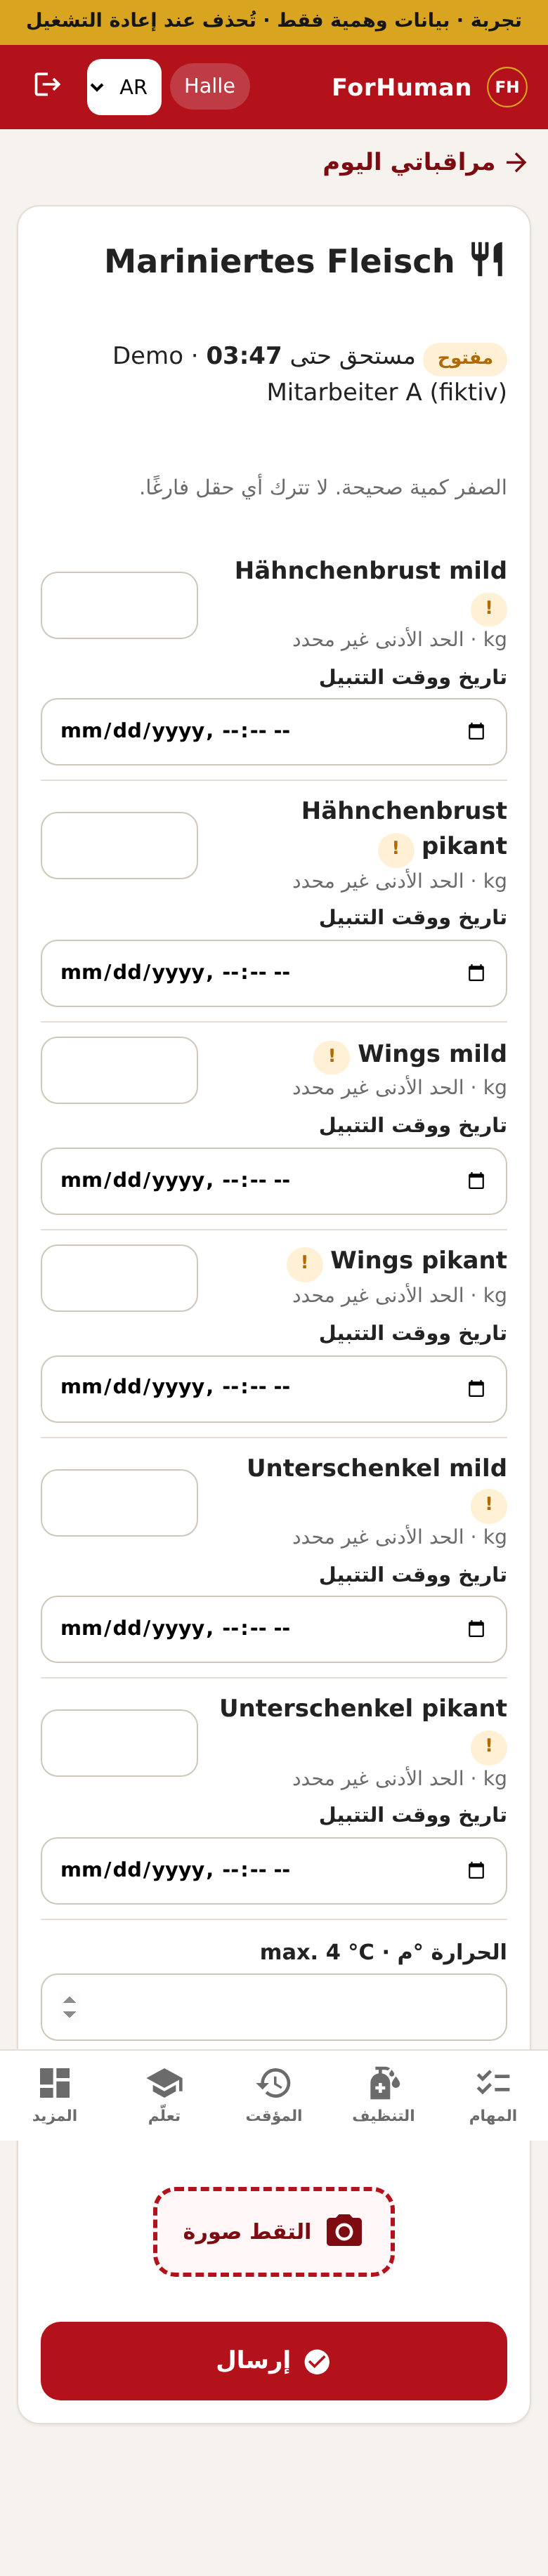 تجربة · بيانات وهمية فقط · تُحذف عند إعادة التشغيل
FH ForHuman Halle AR
→ مراقباتي اليوم
Mariniertes Fleisch
مفتوح مستحق حتى 03:47 · Demo
Mitarbeiter A (fiktiv)
الصفر كمية صحيحة. لا تترك أي حقل فارغًا.
Hähnchenbrust mild
!
kg · الحد الأدنى غير محدد
تاريخ ووقت التتبيل
mm/dd/yyyy, --:-- --
Hähnchenbrust
pikant !
kg · الحد الأدنى غير محدد
تاريخ ووقت التتبيل
mm/dd/yyyy, --:-- --
Wings mild !
kg · الحد الأدنى غير محدد
تاريخ ووقت التتبيل
mm/dd/yyyy, --:-- --
Wings pikant !
kg · الحد الأدنى غير محدد
تاريخ ووقت التتبيل
mm/dd/yyyy, --:-- --
Unterschenkel mild
!
kg · الحد الأدنى غير محدد
تاريخ ووقت التتبيل
mm/dd/yyyy, --:-- --
Unterschenkel pikant
!
kg · الحد الأدنى غير محدد
تاريخ ووقت التتبيل
mm/dd/yyyy, --:-- --
الحرارة °م · max. 4 °C
المهام التنظيف المؤقت تعلّم المزيد
التقط صورة
إرسال